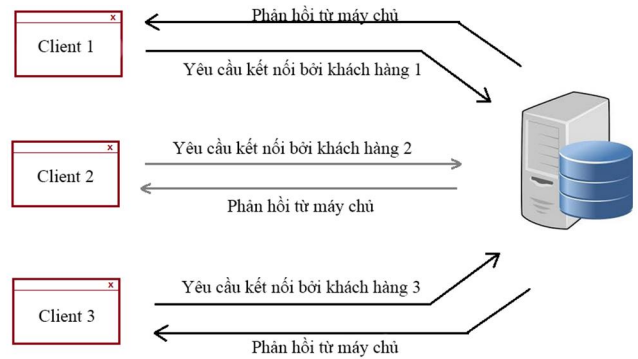 Phản hồi từ máy chủ
x
Client 1
Yêu cầu kết nối bởi khách hàng 1
x
Client 2
Yêu cầu kết nối bởi khách hàng 2
Phản hồi từ máy chủ
x
Client 3
Yêu cầu kết nối bởi khách hàng 3
Phản hồi từ máy chủ